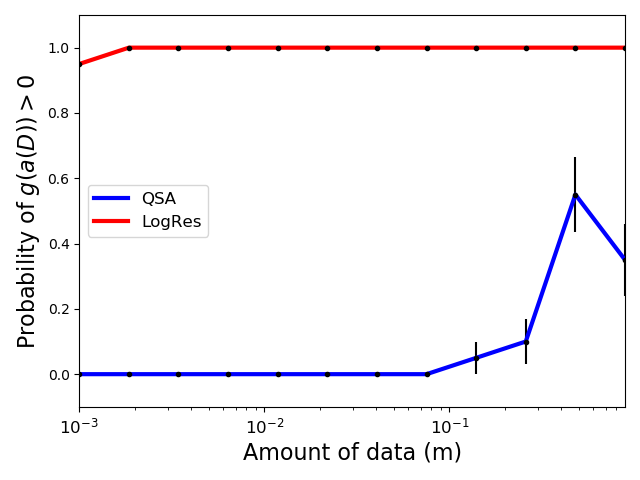 Probability of g(a(D)) > 0
1.0
0.8
0.6
0.4
0.2
0.0
QSA
LogRes
10⁻³
10⁻²
10⁻¹
Amount of data (m)